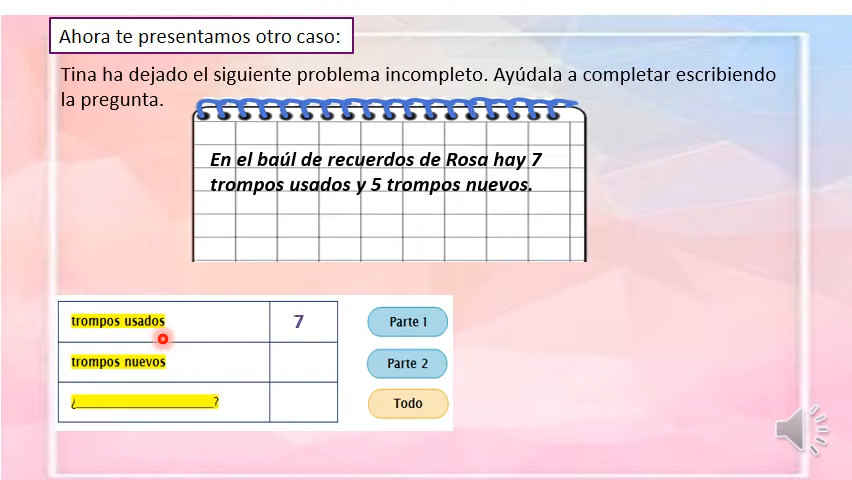 Ahora te presentamos otro caso:
Tina ha dejado el siguiente problema incompleto. Ayúdala a completar escribiendo
la pregunta.
En el baúl de recuerdos de Rosa hay 7
trompos usados y 5 trompos nuevos.
trompos usados 7 Parte 1
trompos nuevos Parte 2
¿____________________? Todo